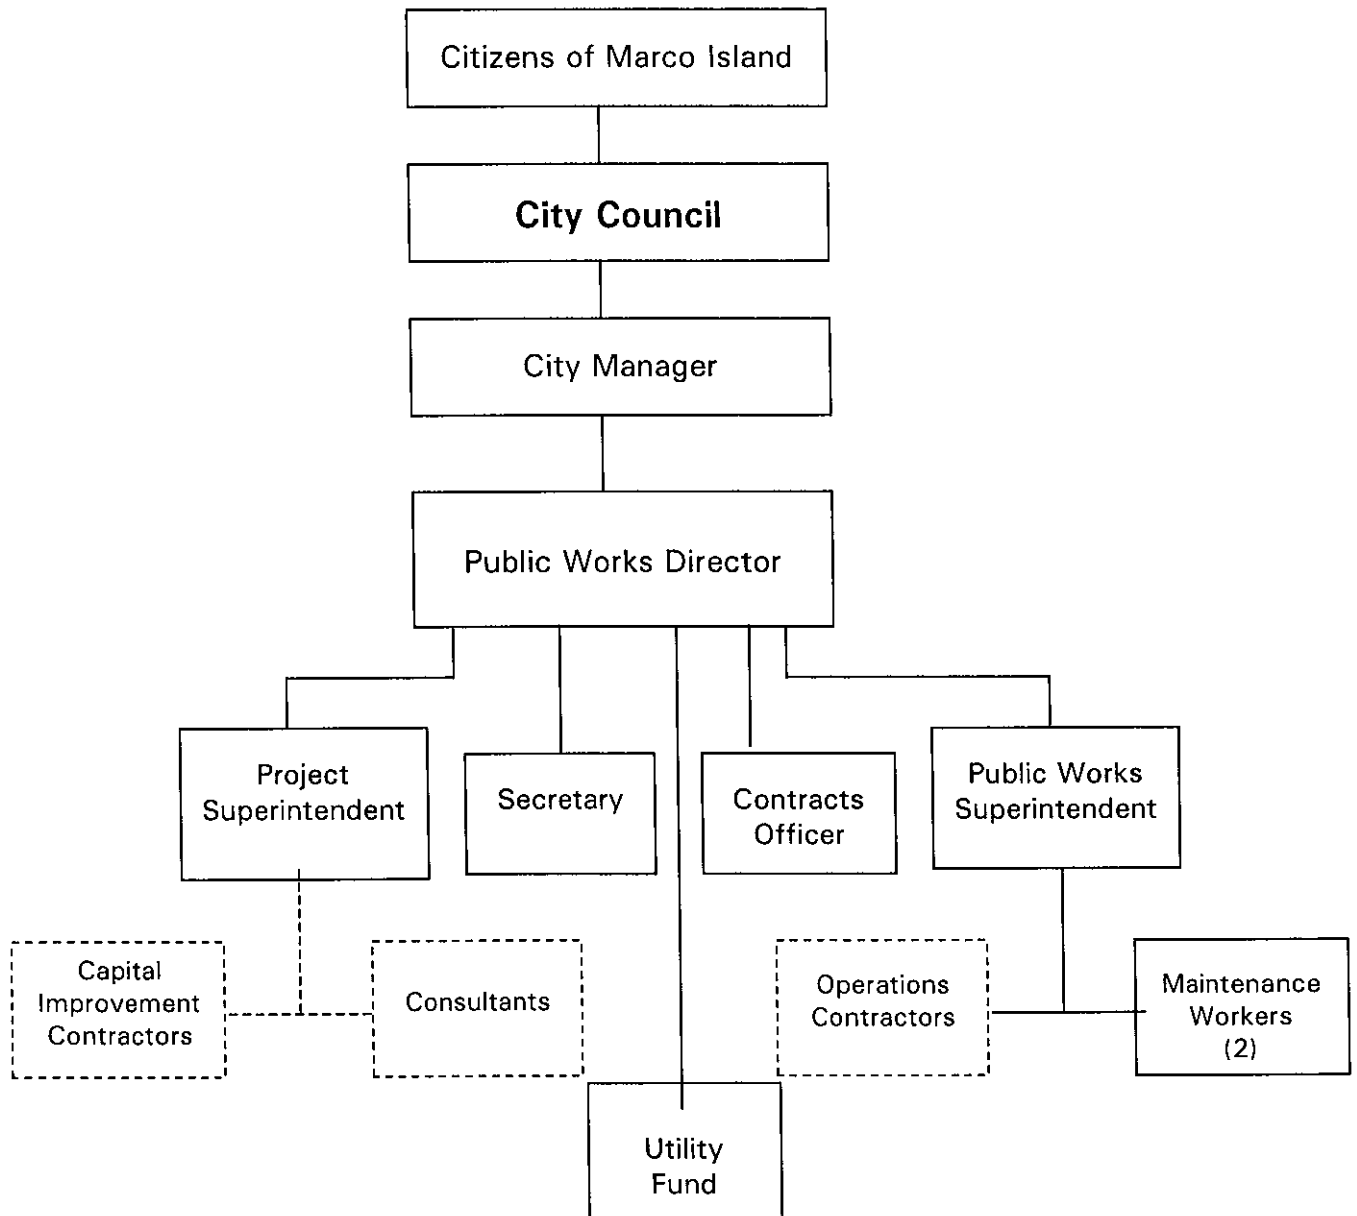 Citizens of Marco Island
City Council
City Manager
Public Works Director
Project
Superintendent
Secretary
Contracts
Officer
Public Works
Superintendent
Capital
Improvement
Contractors
Consultants
Operations
Contractors
Maintenance
Workers
(2)
Utility
Fund